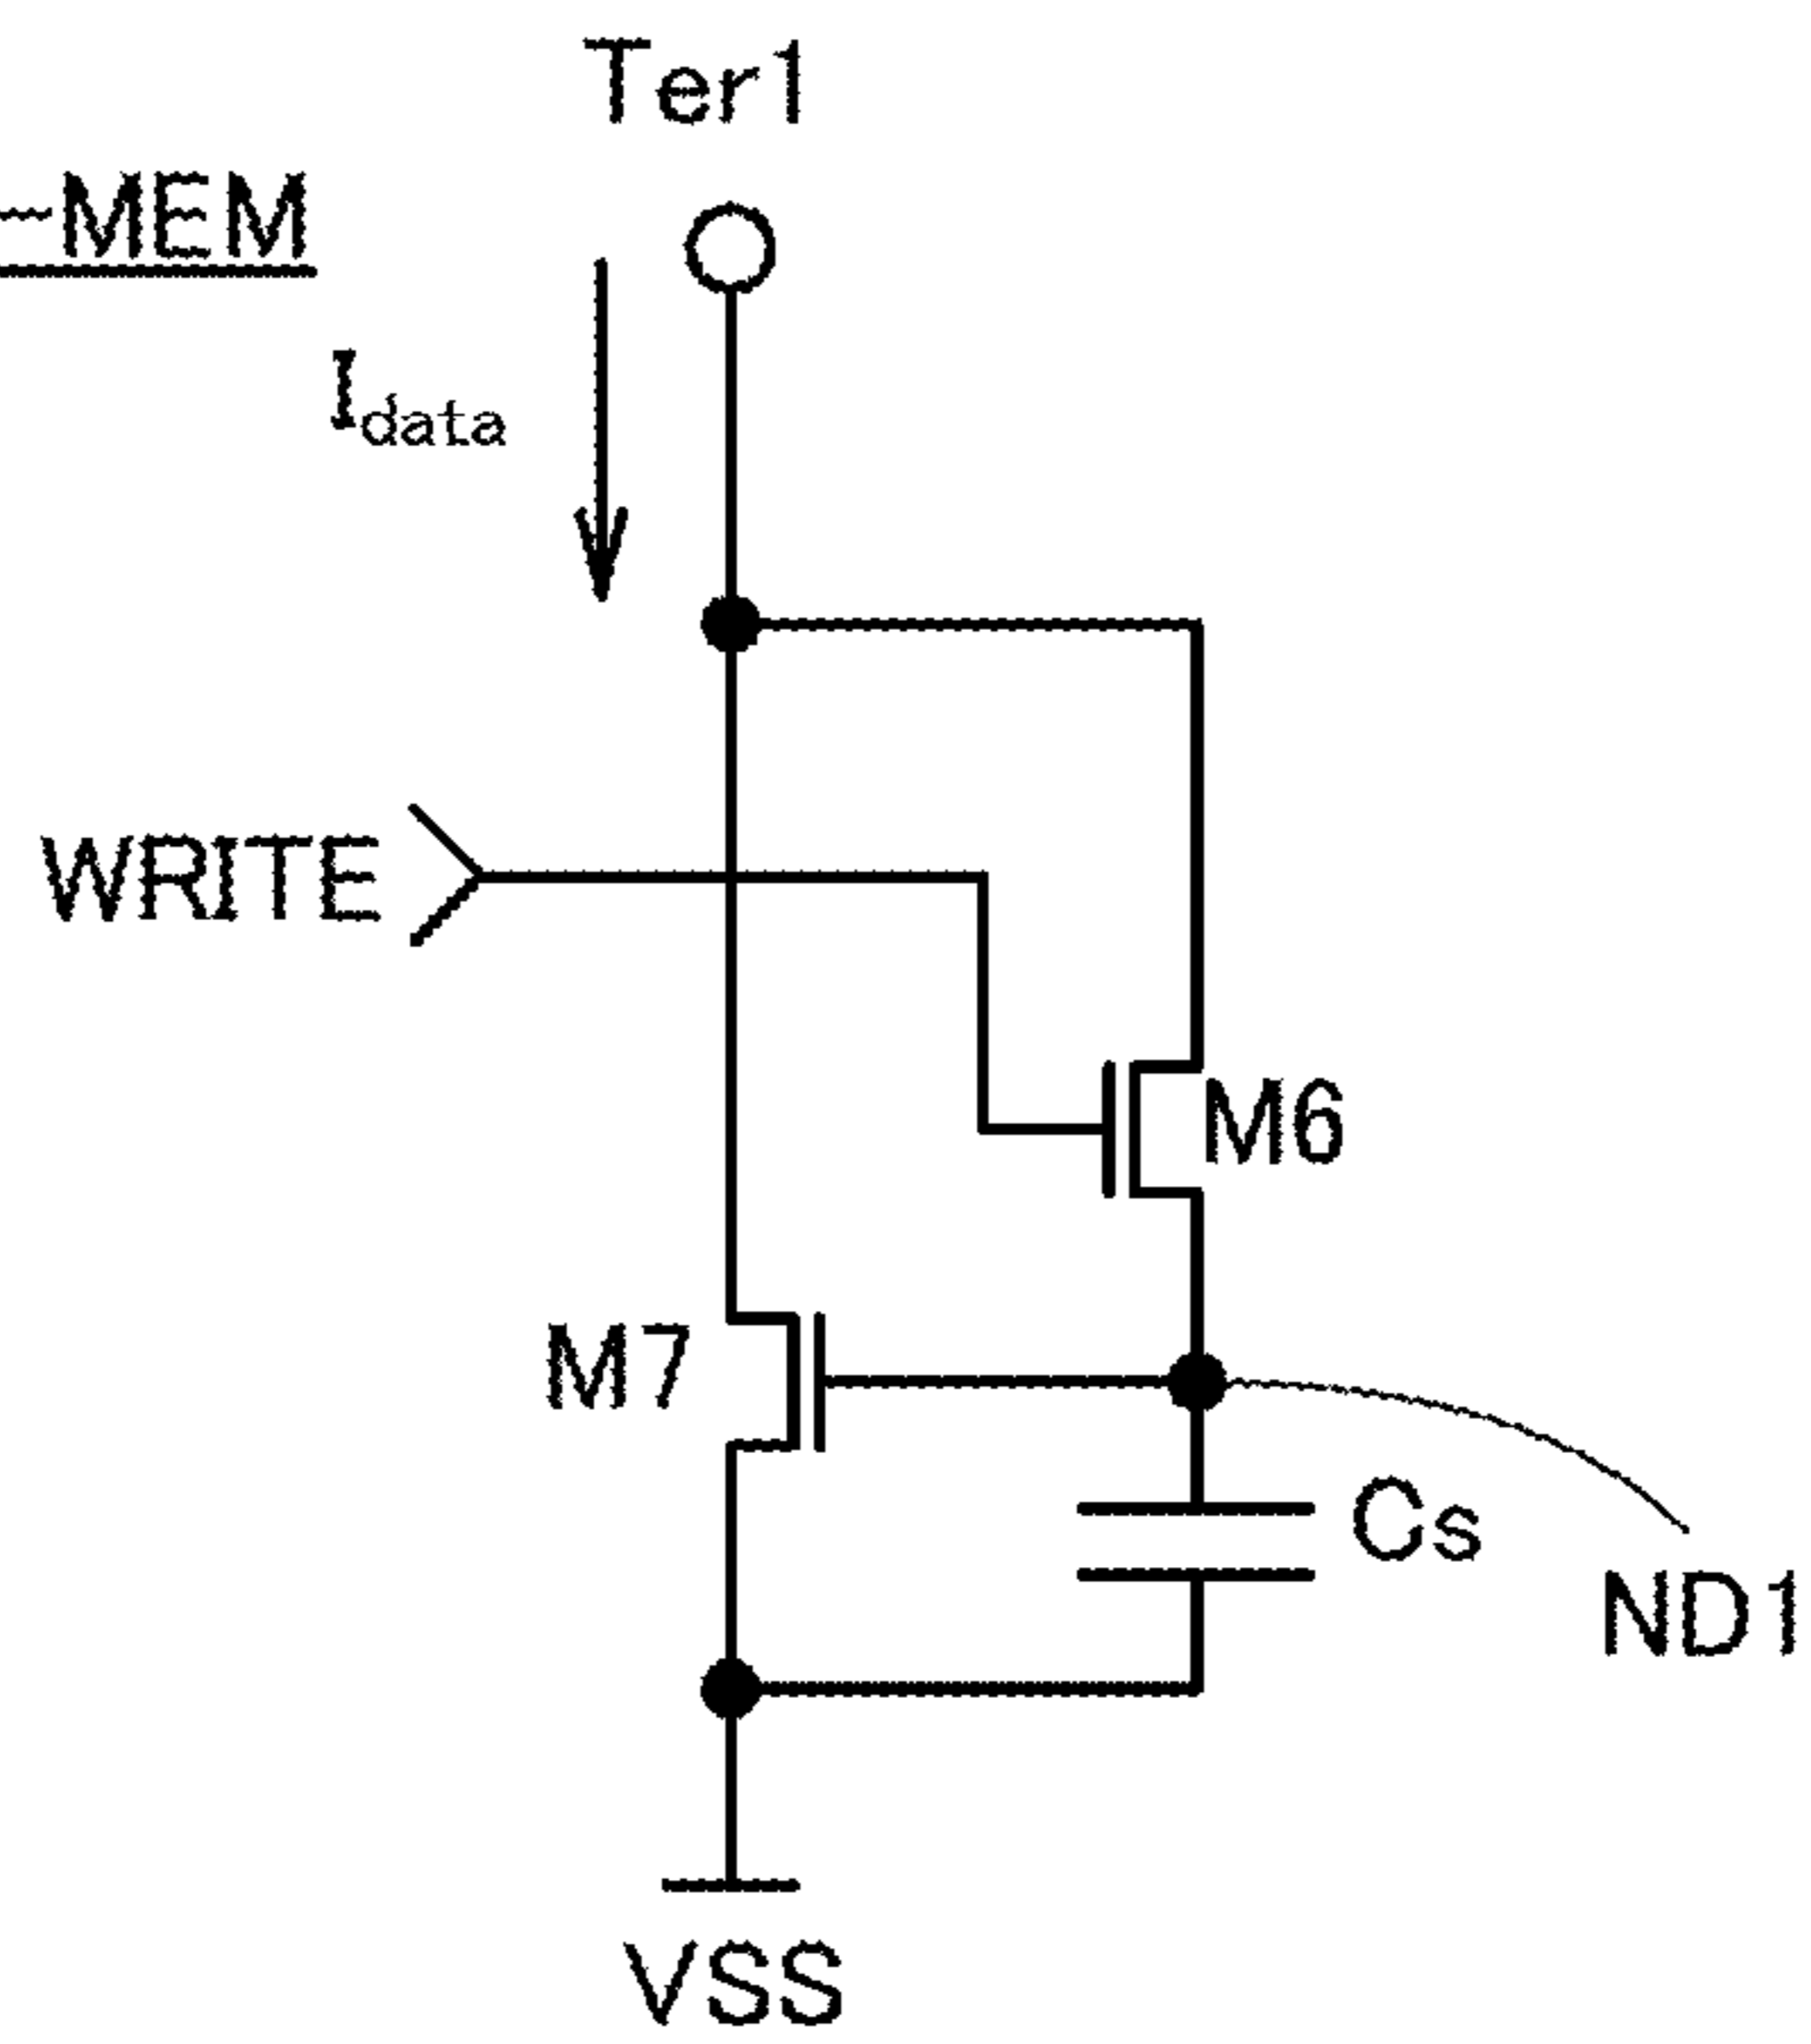 Ter1
MEM
Idata
WRITE
M6
M7
Cs
ND1
VSS